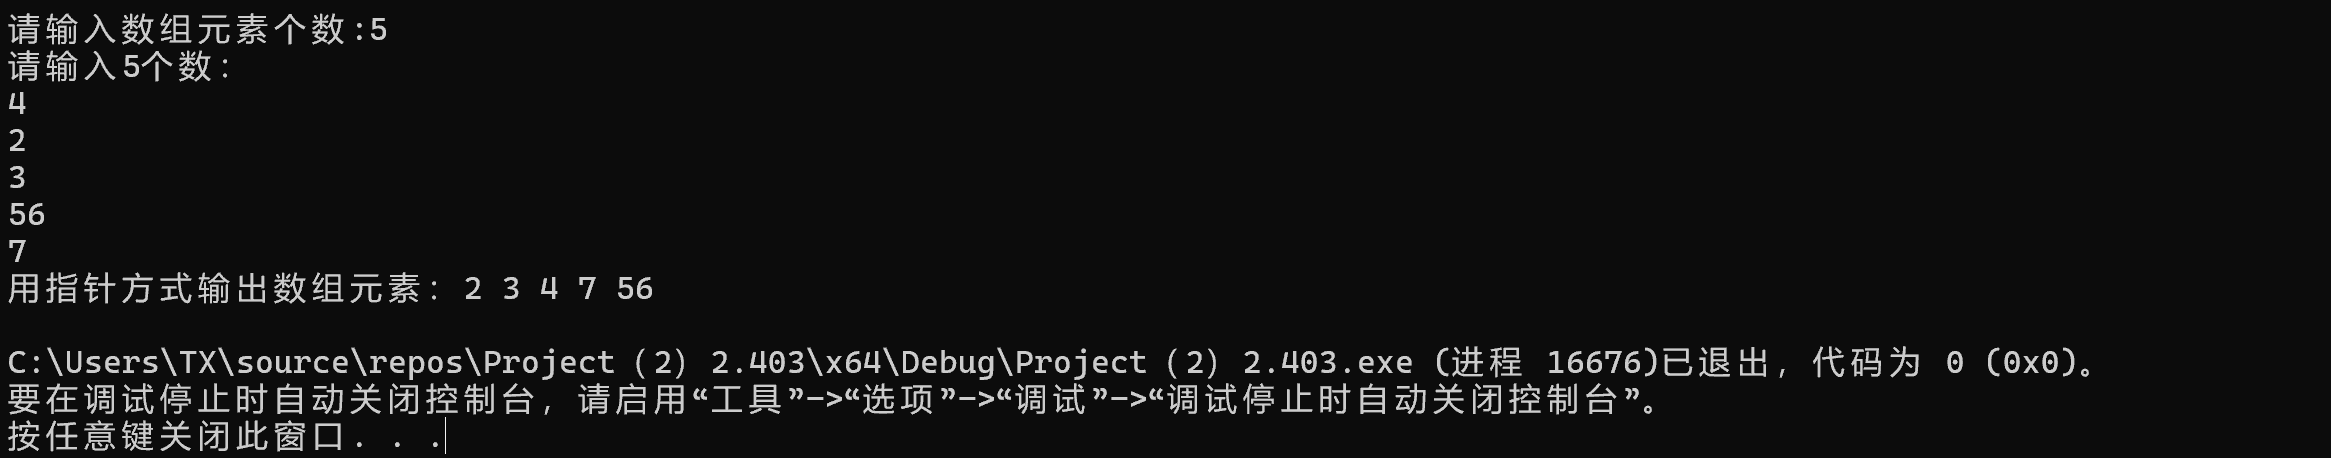 请输入数组元素个数:5
请输入5个数:
4
2
3
56
7
用指针方式输出数组元素: 2 3 4 7 56
C:\Users\TX\source\repos\Project（2）2.403\x64\Debug\Project（2）2.403.exe (进程 16676)已退出，代码为 0 (0x0)。
要在调试停止时自动关闭控制台，请启用“工具”->“选项”->“调试”->“调试停止时自动关闭控制台”。
按任意键关闭此窗口. . .